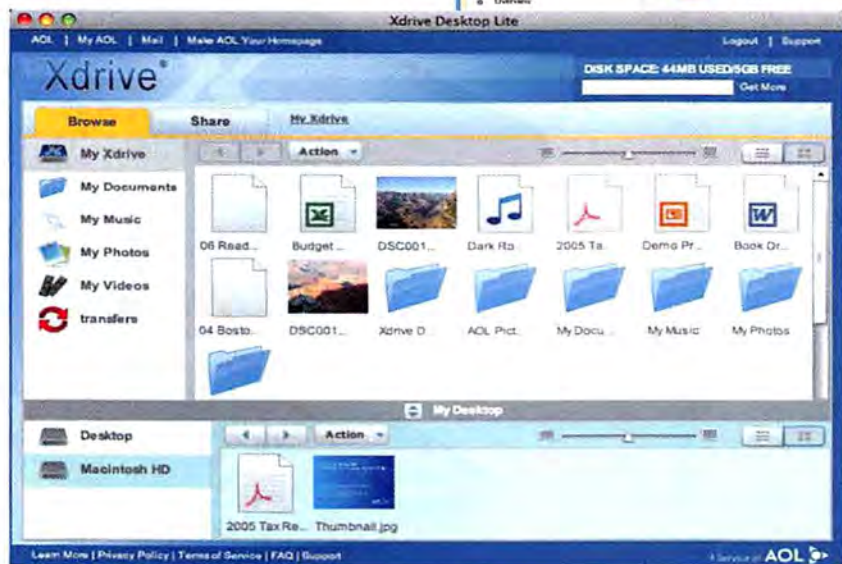 owned
Xdrive Desktop Lite
AOL | My AOL | Mail | Make AOL Your Homepage
Logout | Support
Xdrive®
DISK SPACE: 44MB USED/5GB FREE
Get More
Browse Share My Xdrive
My Xdrive
Action
My Documents
My Music
My Photos
My Videos
transfers
06 Read... Budget ... DSC001... Dark Ro... 2005 Ta... Demo Pr... Book Dr...
04 Bosto... DSC001... Xdrive D... AOL Pict... My Docu... My Music My Photos
My Desktop
Desktop
Action
Macintosh HD
2005 Tax Re... Thumbnail.jpg
Learn More | Privacy Policy | Terms of Service | FAQ | Support
A Service of AOL